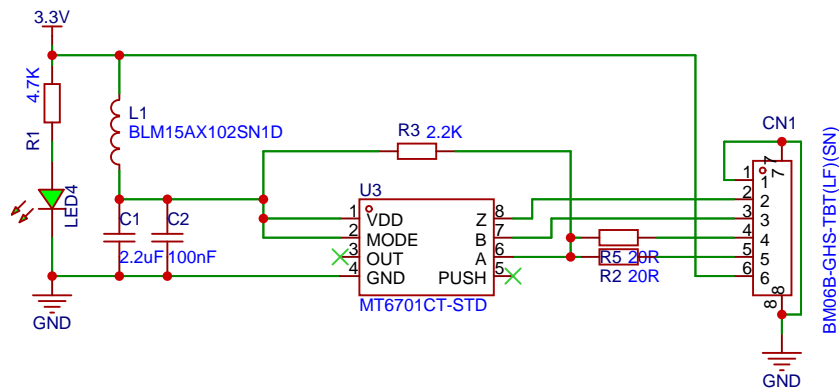 3.3V
4.7K
R1
LED4
GND
L1
BLM15AX102SN1D
C1
2.2uF
C2
100nF
R3 2.2K
U3
1 VDD
2 MODE
3 OUT
4 GND
Z 8
B 7
A 6
PUSH 5
MT6701CT-STD
R5 20R
R2 20R
CN1
7 7
1 1
2 2
3 3
4 4
5 5
6 6
8 8
GND
BM06B-GHS-TBT(LF)(SN)